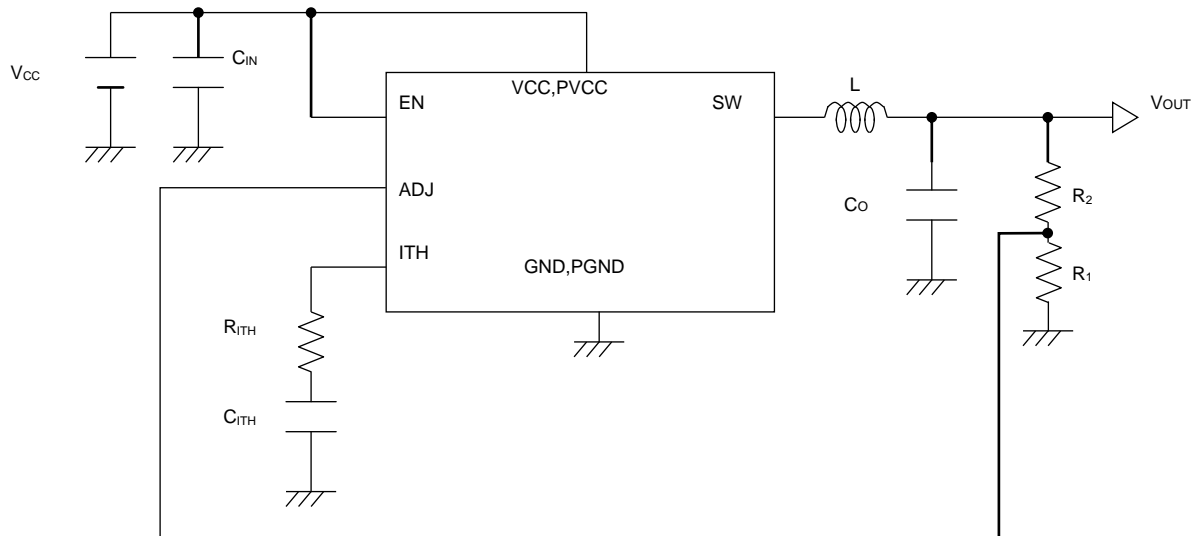 VCC
CIN
EN
VCC,PVCC
SW
L
VOUT
ADJ
CO
R2
ITH
GND,PGND
R1
RITH
CITH